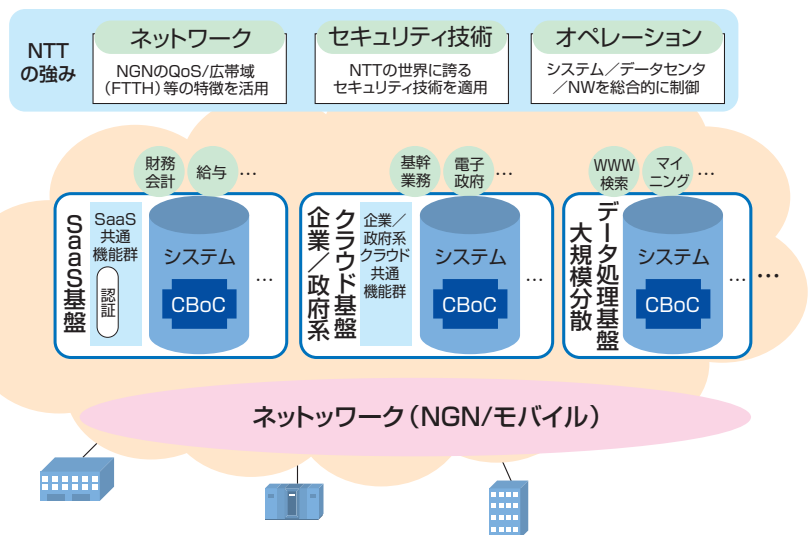 NTT
の強み
ネットワーク
NGNのQoS/広帯域
(FTTH)等の特徴を活用
セキュリティ技術
NTTの世界に誇る
セキュリティ技術を適用
オペレーション
システム／データセンタ
／NWを総合的に制御
財務
会計
給与
…
基幹
業務
電子
政府
…
WWW
検索
マイ
ニング
…
SaaS基盤
SaaS
共通
機能群
認証
システム
CBoC
…
クラウド基盤
企業／政府系
企業／
政府系
クラウド
共通
機能群
システム
CBoC
…
データ処理基盤
大規模分散
システム
CBoC
…
…
ネットッワーク(NGN/モバイル)